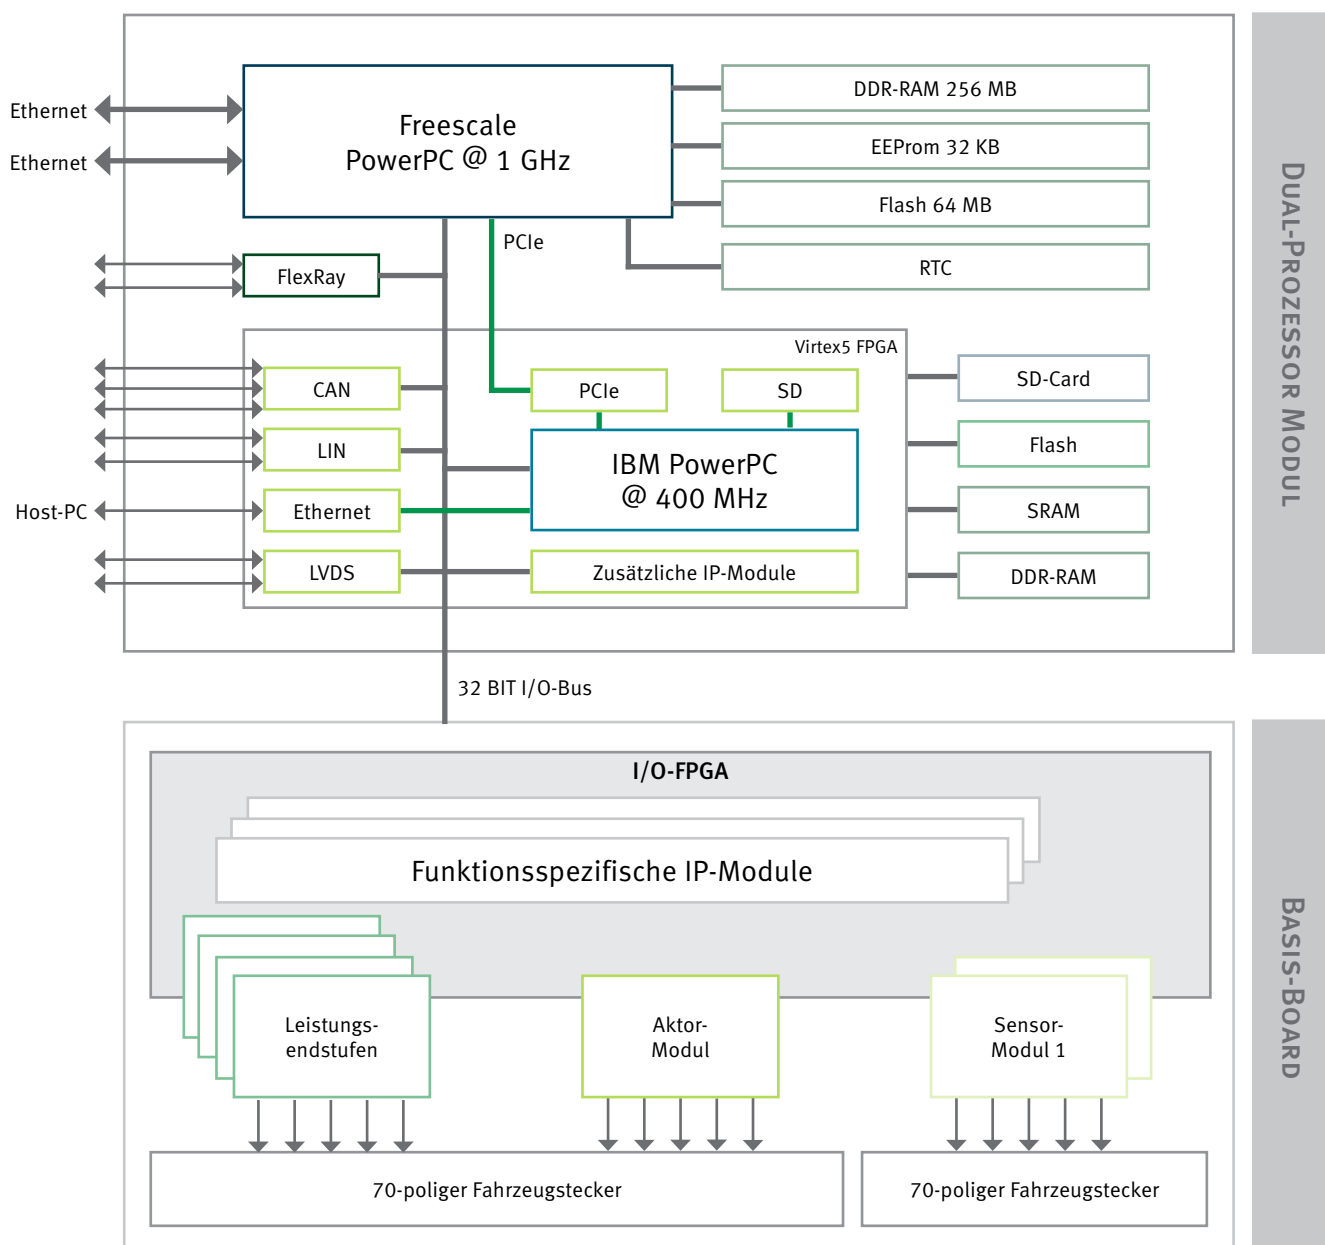 Ethernet
Ethernet
Freescale
PowerPC @ 1 GHz
DDR-RAM 256 MB
EEProm 32 KB
Flash 64 MB
RTC
PCIe
FlexRay
Virtex5 FPGA
CAN
LIN
Host-PC
Ethernet
LVDS
PCIe
SD
IBM PowerPC
@ 400 MHz
Zusätzliche IP-Module
SD-Card
Flash
SRAM
DDR-RAM
Dual-Prozessor Modul
32 BIT I/O-Bus
I/O-FPGA
Funktionsspezifische IP-Module
Leistungs-
endstufen
Aktor-
Modul
Sensor-
Modul 1
70-poliger Fahrzeugstecker
70-poliger Fahrzeugstecker
Basis-Board